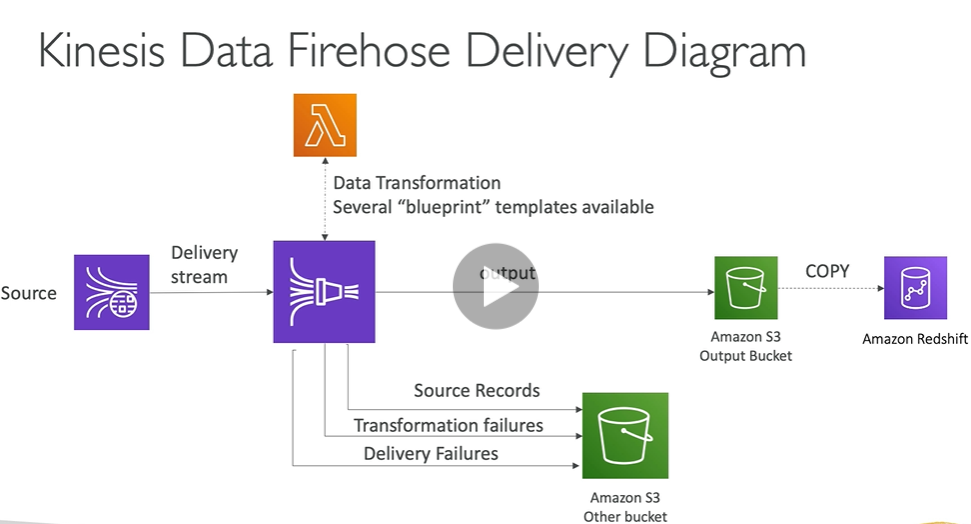 Kinesis Data Firehose Delivery Diagram
Data Transformation
Several “blueprint” templates available
Delivery
stream
Source
output
COPY
Amazon S3
Output Bucket
Amazon Redshift
Source Records
Transformation failures
Delivery Failures
Amazon S3
Other bucket